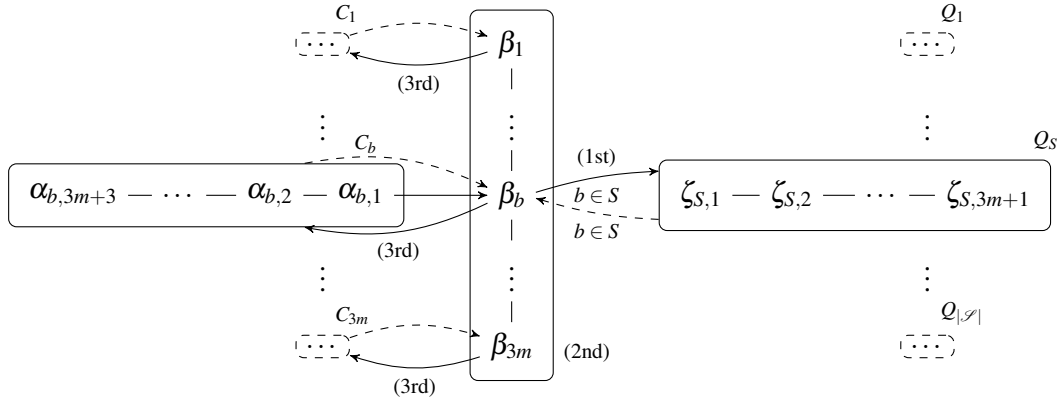 C₁ Q₁
⋯ β₁ ⋯
(3rd)
⋮ ⋮ ⋮
C_b (1st) Q_S
α_{b,3m+3} — ⋯ — α_{b,2} — α_{b,1} β_b b ∈ S ζ_{S,1} — ζ_{S,2} — ⋯ — ζ_{S,3m+1}
b ∈ S
(3rd)
⋮ ⋮ ⋮
C_{3m} Q_{|𝒮|}
⋯ β_{3m} (2nd) ⋯
(3rd)